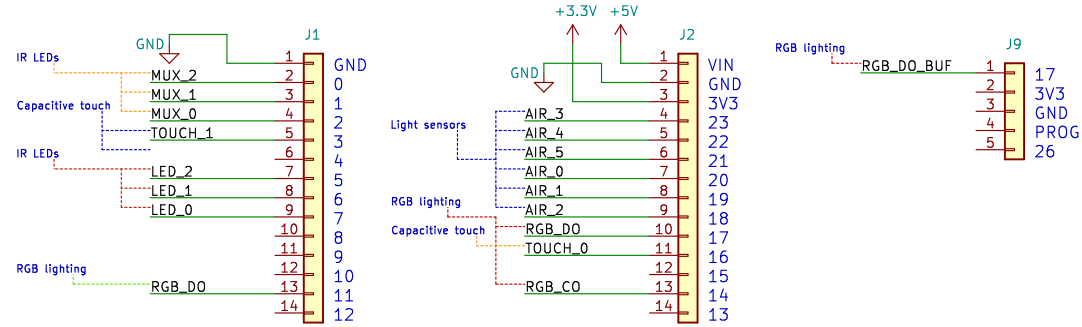 J1
GND
IR LEDs
MUX_2
MUX_1
Capacitive touch
MUX_0
TOUCH_1
IR LEDs
LED_2
LED_1
LED_0
RGB lighting
RGB_DO
1 GND
2 0
3 1
4 2
5 3
6 4
7 5
8 6
9 7
10 8
11 9
12 10
13 11
14 12
+3.3V +5V
J2
GND
Light sensors
AIR_3
AIR_4
AIR_5
AIR_0
AIR_1
AIR_2
RGB lighting
RGB_DO
Capacitive touch
TOUCH_0
RGB_CO
1 VIN
2 GND
3 3V3
4 23
5 22
6 21
7 20
8 19
9 18
10 17
11 16
12 15
13 14
14 13
J9
RGB lighting
RGB_DO_BUF
1 17
2 3V3
3 GND
4 PROG
5 26